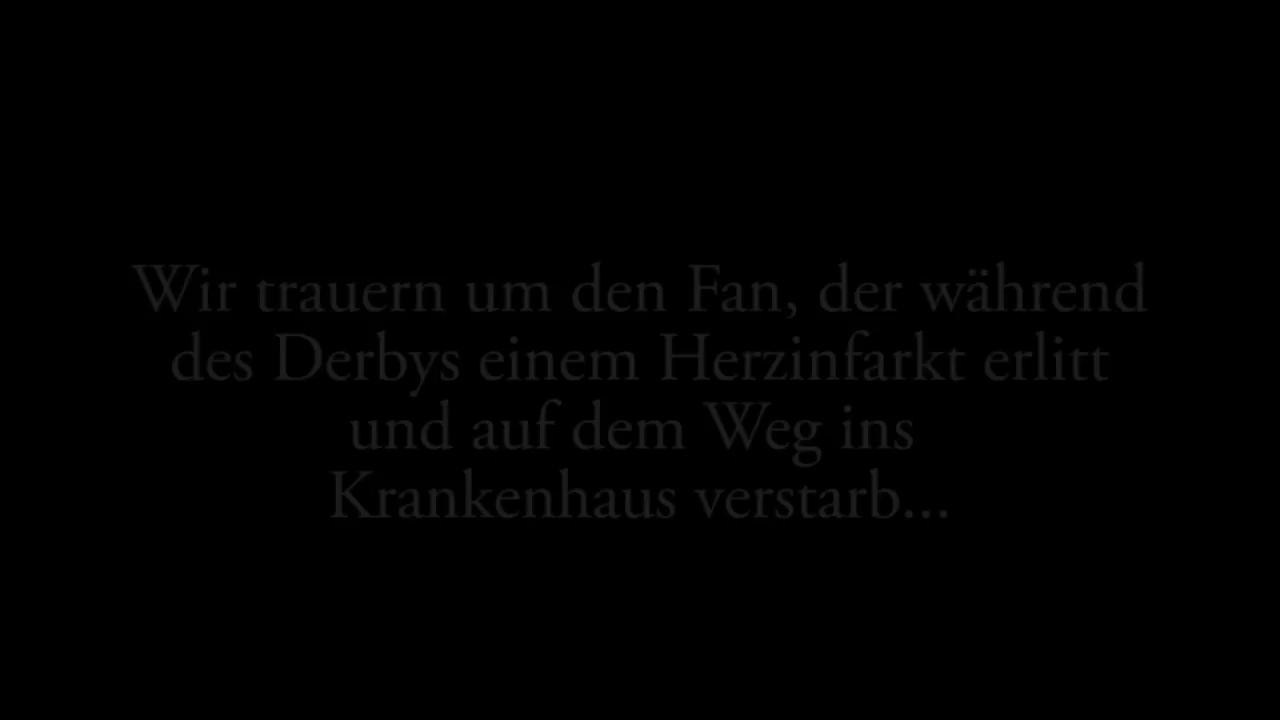 Wir trauern um den Fan, der während
des Derbys einem Herzinfarkt erlitt
und auf dem Weg ins
Krankenhaus verstarb...